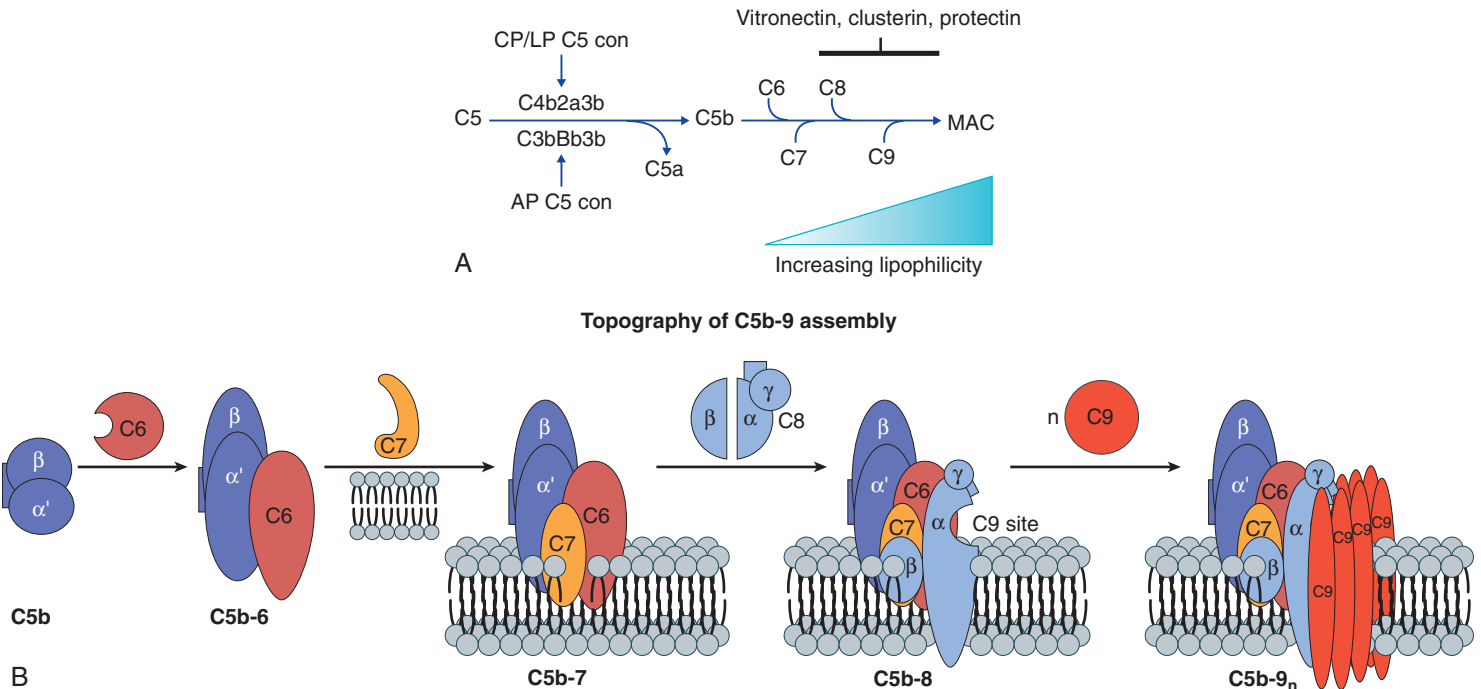 Vitronectin, clusterin, protectin
CP/LP C5 con
C6 C8
C4b2a3b
C5 C5b MAC
C3bBb3b
C5a C7 C9
AP C5 con
Increasing lipophilicity
A
Topography of C5b-9 assembly
β
α'
C5b
C6
β
α'
C6
C5b-6
C7
β
α'
C6
C7
C5b-7
β
α
γ
C8
β
α'
C6
C7
β
α
γ
C9 site
C5b-8
n
C9
β
α'
C6
C7
β
α
γ
C9
C9
C9
C9
C5b-9n
B